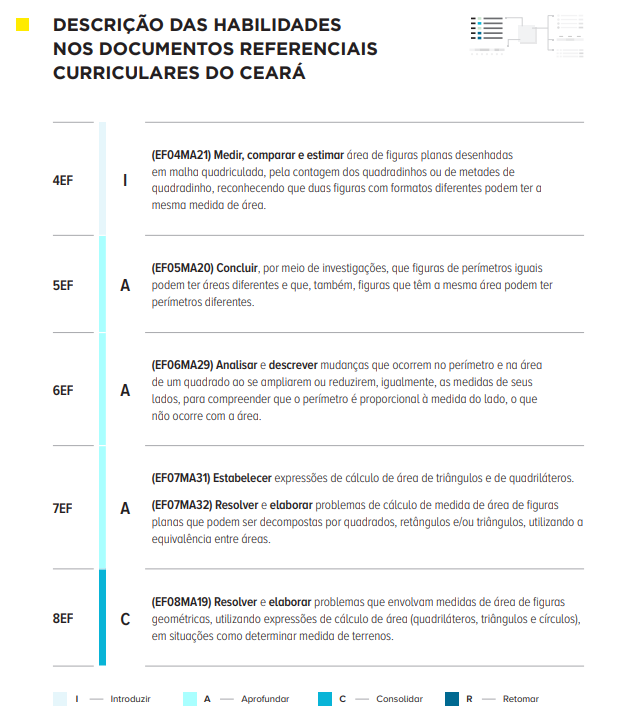 DESCRIÇÃO DAS HABILIDADES
NOS DOCUMENTOS REFERENCIAIS
CURRICULARES DO CEARÁ
4EF
I
(EF04MA21) Medir, comparar e estimar área de figuras planas desenhadas
em malha quadriculada, pela contagem dos quadradinhos ou de metades de
quadradinho, reconhecendo que duas figuras com formatos diferentes podem ter a
mesma medida de área.
5EF
A
(EF05MA20) Concluir, por meio de investigações, que figuras de perímetros iguais
podem ter áreas diferentes e que, também, figuras que têm a mesma área podem ter
perímetros diferentes.
6EF
A
(EF06MA29) Analisar e descrever mudanças que ocorrem no perímetro e na área
de um quadrado ao se ampliarem ou reduzirem, igualmente, as medidas de seus
lados, para compreender que o perímetro é proporcional à medida do lado, o que
não ocorre com a área.
7EF
A
(EF07MA31) Estabelecer expressões de cálculo de área de triângulos e de quadriláteros.
(EF07MA32) Resolver e elaborar problemas de cálculo de medida de área de figuras
planas que podem ser decompostas por quadrados, retângulos e/ou triângulos, utilizando a
equivalência entre áreas.
8EF
C
(EF08MA19) Resolver e elaborar problemas que envolvam medidas de área de figuras
geométricas, utilizando expressões de cálculo de área (quadriláteros, triângulos e círculos),
em situações como determinar medida de terrenos.
I — Introduzir A — Aprofundar C — Consolidar R — Retomar